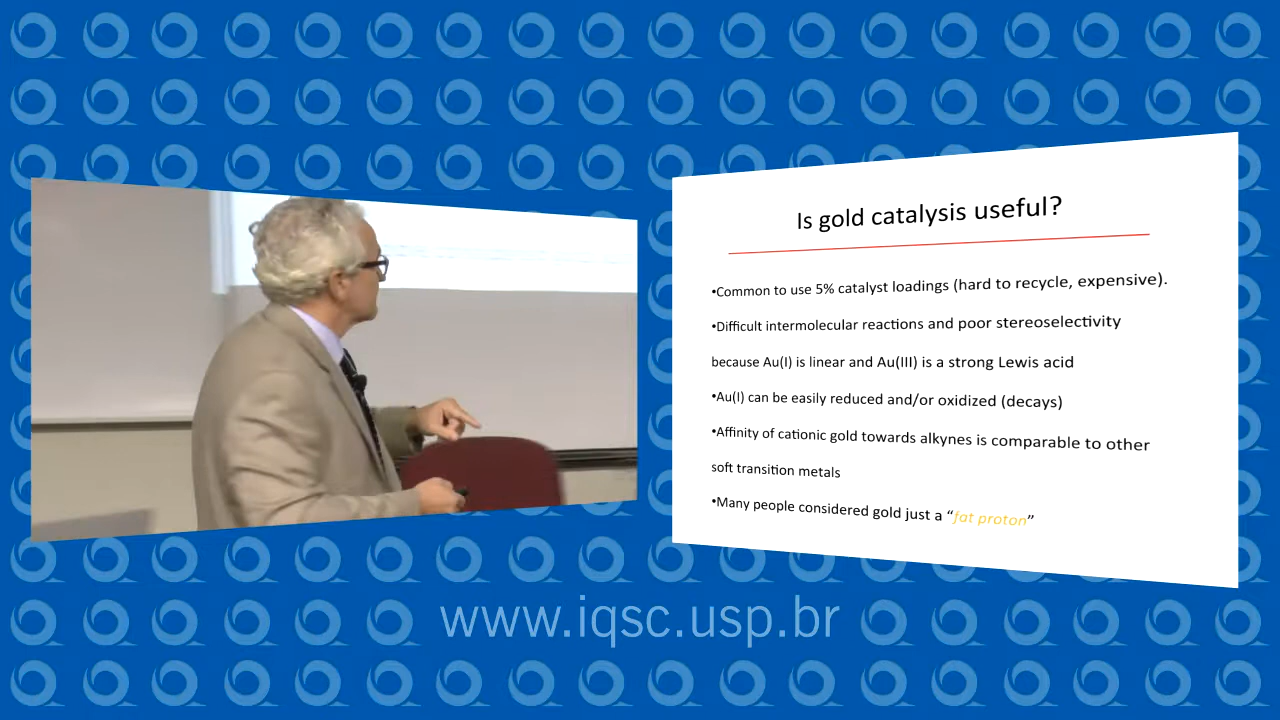 Is gold catalysis useful?
•Common to use 5% catalyst loadings (hard to recycle, expensive).
•Difficult intermolecular reactions and poor stereoselectivity
because Au(I) is linear and Au(III) is a strong Lewis acid
•Au(I) can be easily reduced and/or oxidized (decays)
•Affinity of cationic gold towards alkynes is comparable to other
soft transition metals
•Many people considered gold just a “fat proton”
www.iqsc.usp.br